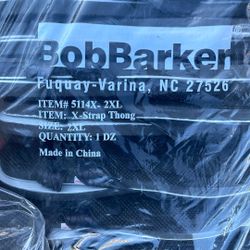 BobBarker
Fuquay-Varina, NC 27526
ITEM# 5114X- 2XL
ITEM: X-Strap Thong
SIZE: 2XL
QUANTITY: 1 DZ
Made in China